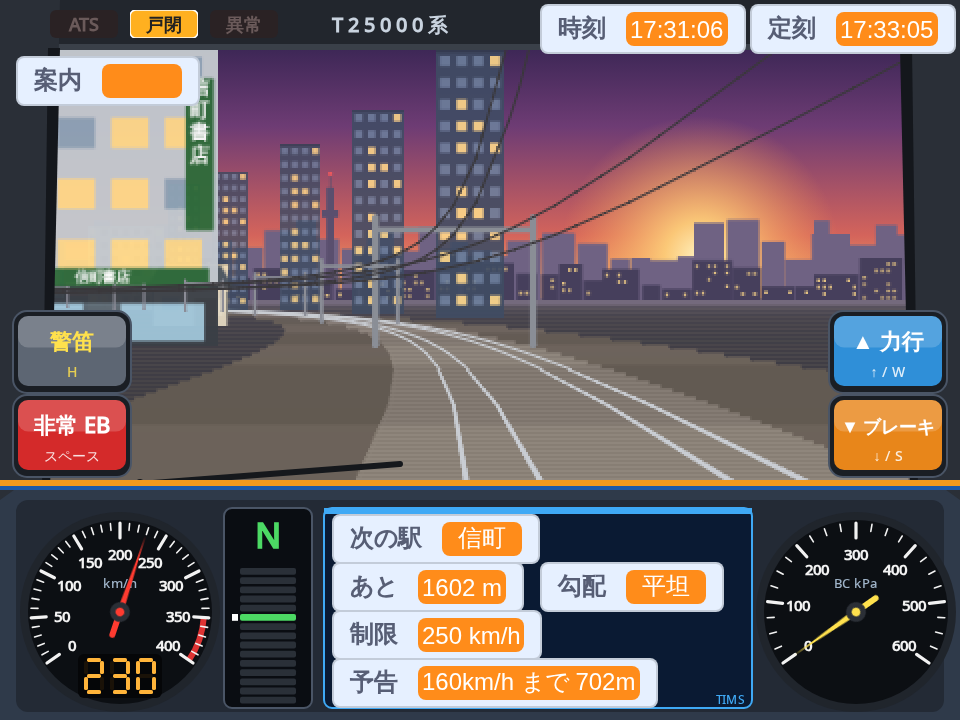 ATS 戸閉 異常 T25000系 時刻 17:31:06 定刻 17:33:05
案内
町書店
信町書店
警笛
H
非常 EB
スペース
▲ 力行
↑ / W
▼ ブレーキ
↓ / S
0 50 100 150 200 250 300 350 400
km/h
230
N
次の駅 信町
あと 1602 m 勾配 平坦
制限 250 km/h
予告 160km/h まで 702m
TIMS
0 100 200 300 400 500 600
BC kPa